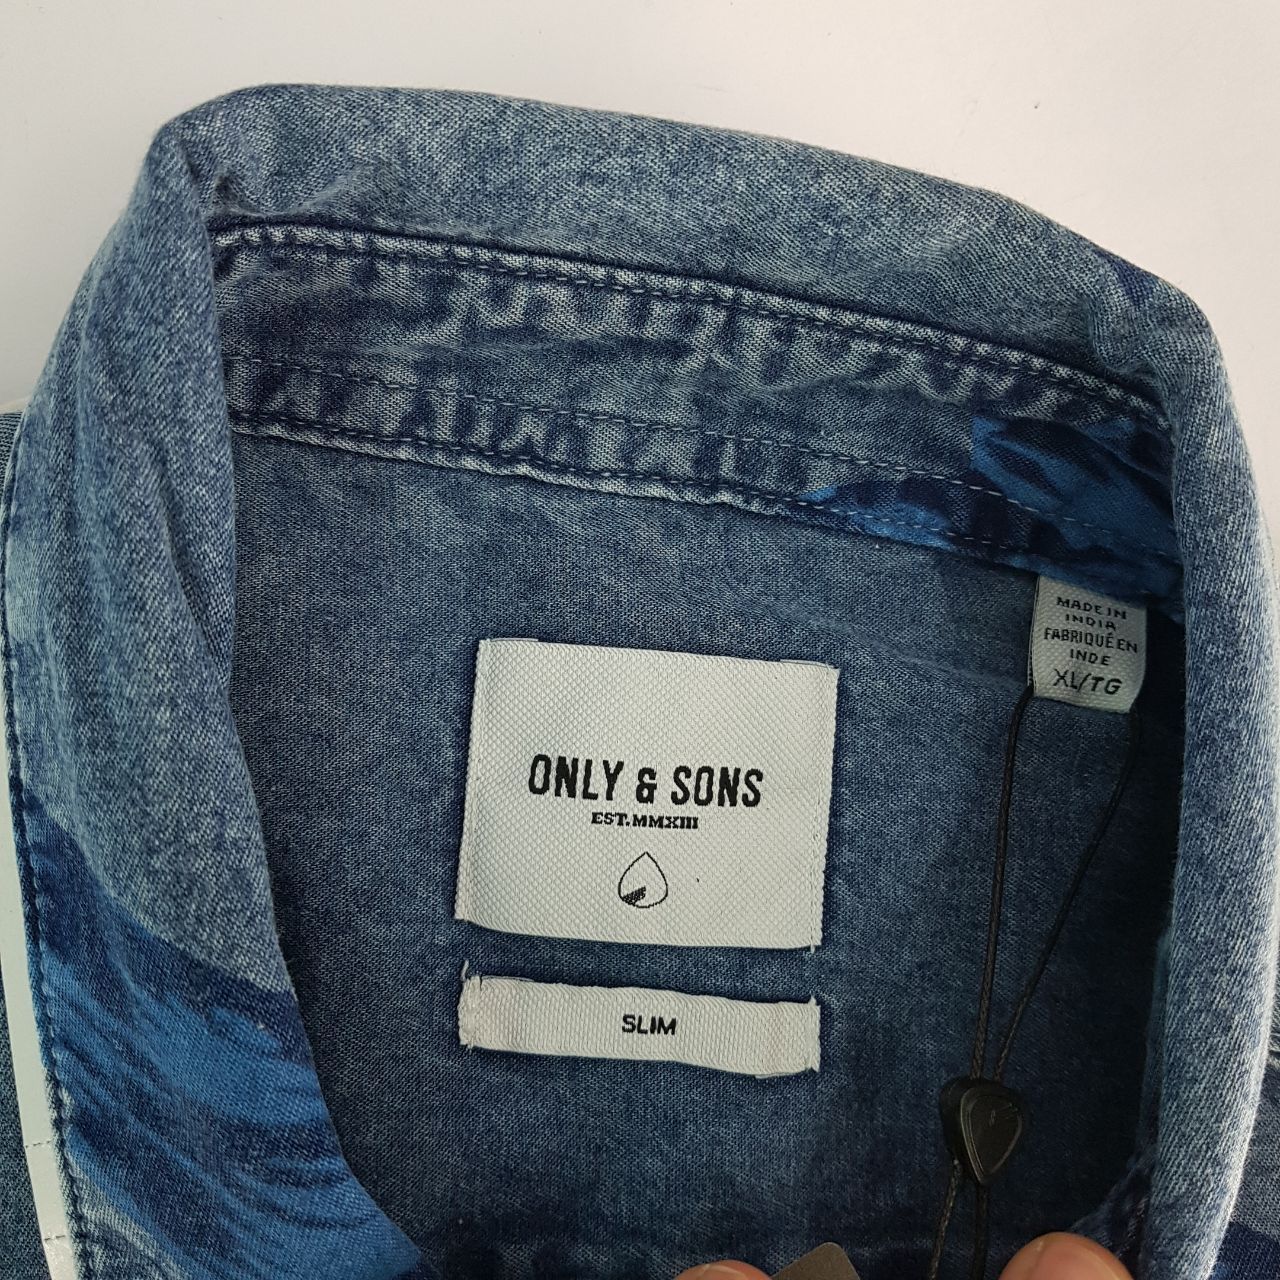 MADE IN
INDIA
FABRIQUÉ EN
INDE
XL/TG
ONLY & SONS
EST.MMXIII
SLIM